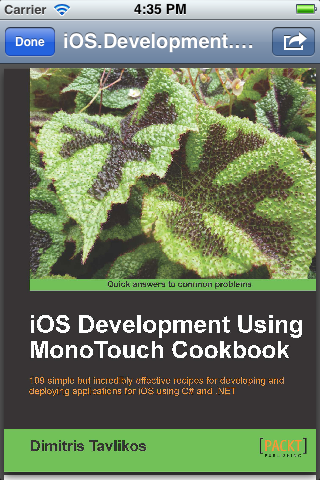 Carrier 4:35 PM
Done iOS.Development....
Quick answers to common problems
iOS Development Using
MonoTouch Cookbook
109 simple but incredibly effective recipes for developing and
deploying applications for iOS using C# and .NET
Dimitris Tavlikos
[PACKT]
PUBLISHING